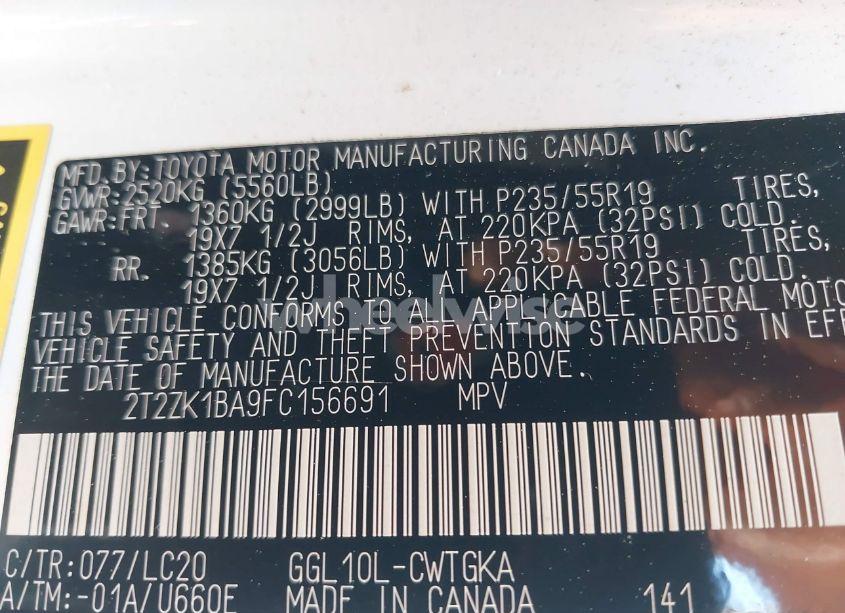 MFD. BY: TOYOTA MOTOR MANUFACTURING CANADA INC.
GVWR: 2520KG (5560LB)
GAWR: FRT. 1360KG (2999LB) WITH P235/55R19 TIRES,
19X7 1/2J RIMS, AT 220KPA (32PSI) COLD.
RR. 1385KG (3056LB) WITH P235/55R19 TIRES,
19X7 1/2J RIMS, AT 220KPA (32PSI) COLD.
THIS VEHICLE CONFORMS TO ALL APPLICABLE FEDERAL MOTO
VEHICLE SAFETY AND THEFT PREVENTION STANDARDS IN EFF
THE DATE OF MANUFACTURE SHOWN ABOVE.
2T2ZK1BA9FC156691 MPV
C/TR: 077/LC20 GGL10L-CWTGKA
A/TM: -01A/U660E MADE IN CANADA 141
wheelwise